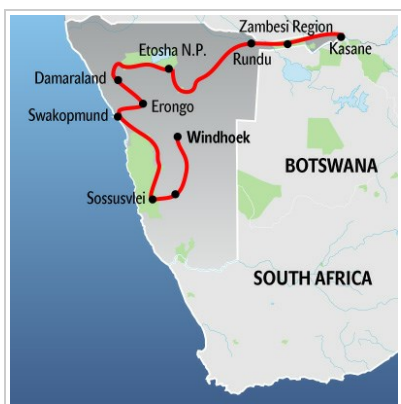 Zambesi Region
Etosha N.P.
Kasane
Rundu
Damaraland
Erongo
Swakopmund
Windhoek
BOTSWANA
Sossusvlei
SOUTH AFRICA